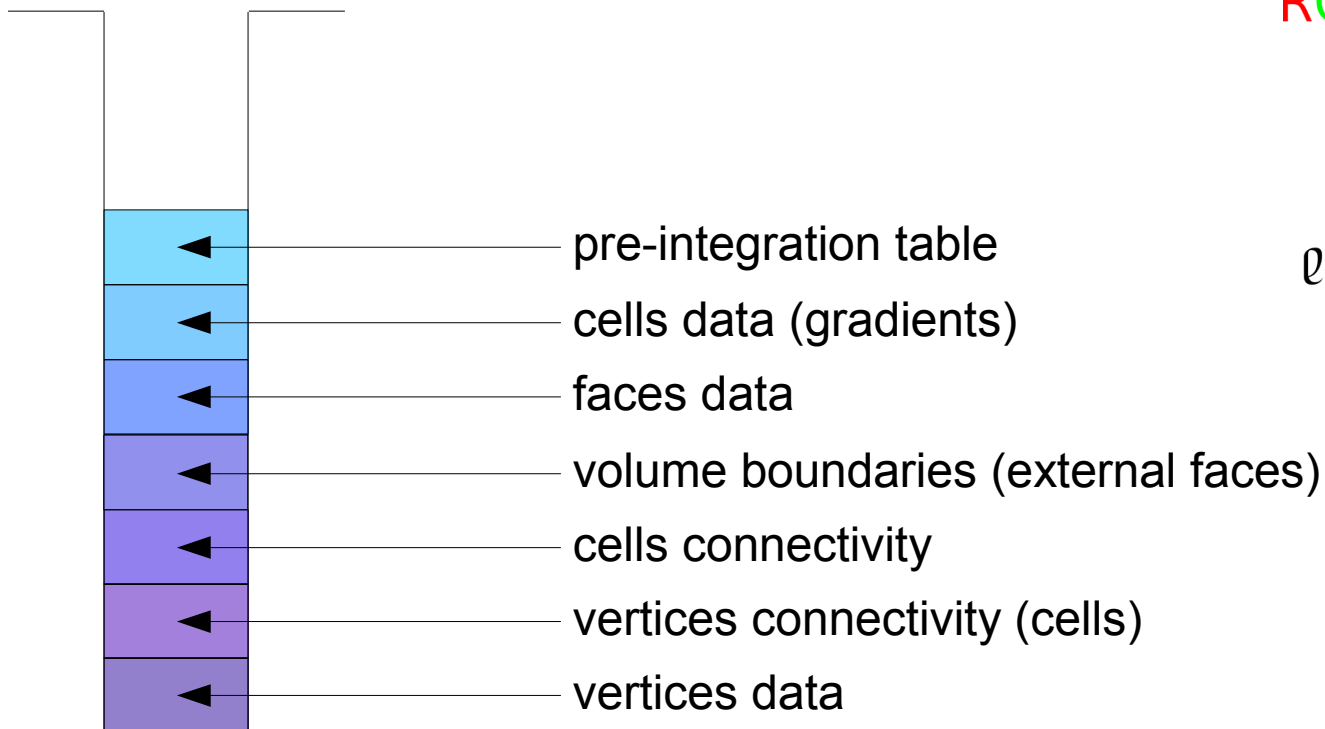 pre-integration table
ℓ
cells data (gradients)
faces data
volume boundaries (external faces)
cells connectivity
vertices connectivity (cells)
vertices data